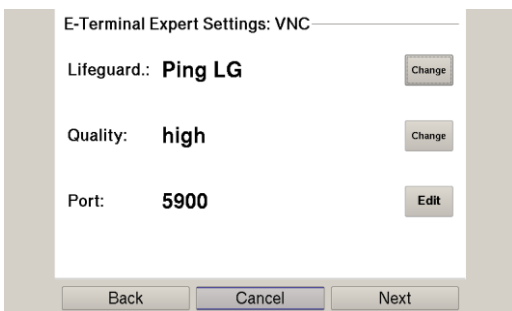 E-Terminal Expert Settings: VNC
Lifeguard.: Ping LG Change
Quality: high Change
Port: 5900 Edit
Back Cancel Next